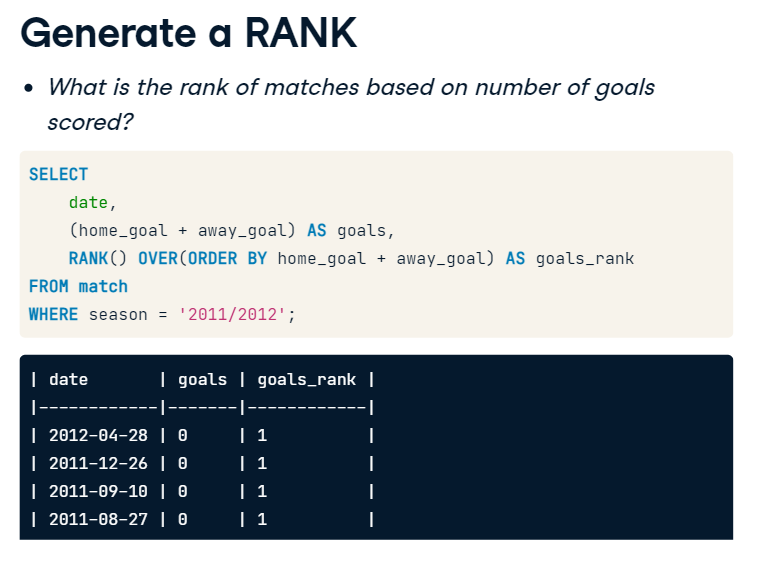 Generate a RANK
• What is the rank of matches based on number of goals
scored?
SELECT
    date,
    (home_goal + away_goal) AS goals,
    RANK() OVER(ORDER BY home_goal + away_goal) AS goals_rank
FROM match
WHERE season = '2011/2012';
| date       | goals | goals_rank |
|------------|-------|------------|
| 2012-04-28 | 0     | 1          |
| 2011-12-26 | 0     | 1          |
| 2011-09-10 | 0     | 1          |
| 2011-08-27 | 0     | 1          |